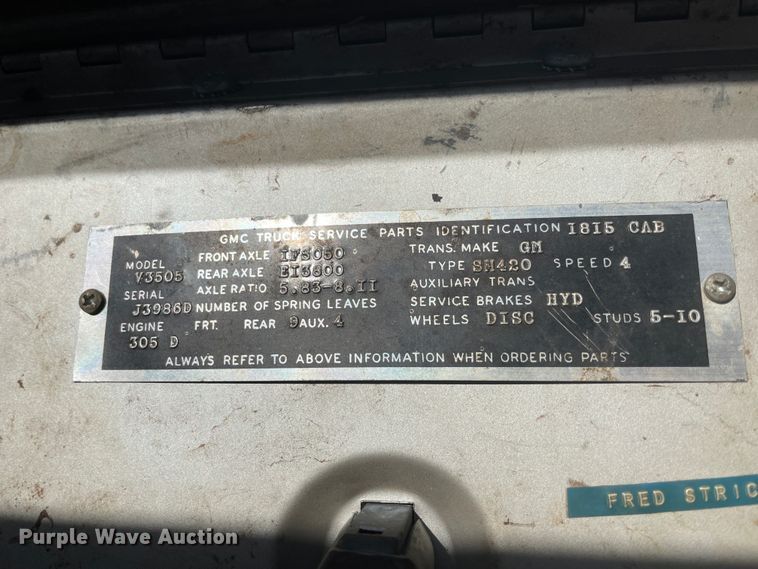 GMC TRUCK SERVICE PARTS IDENTIFICATION 1815 CAB
MODEL V3505 FRONT AXLE TRANS. MAKE GM
REAR AXLE TYPE SM420 SPEED 4
SERIAL J3986D AXLE RATIO 5.83-8.11 AUXILIARY TRANS
NUMBER OF SPRING LEAVES SERVICE BRAKES HYD
ENGINE 305 D FRT. REAR 9 AUX. 4 WHEELS DISC STUDS 5-10
ALWAYS REFER TO ABOVE INFORMATION WHEN ORDERING PARTS
FRED STRIC
Purple Wave Auction